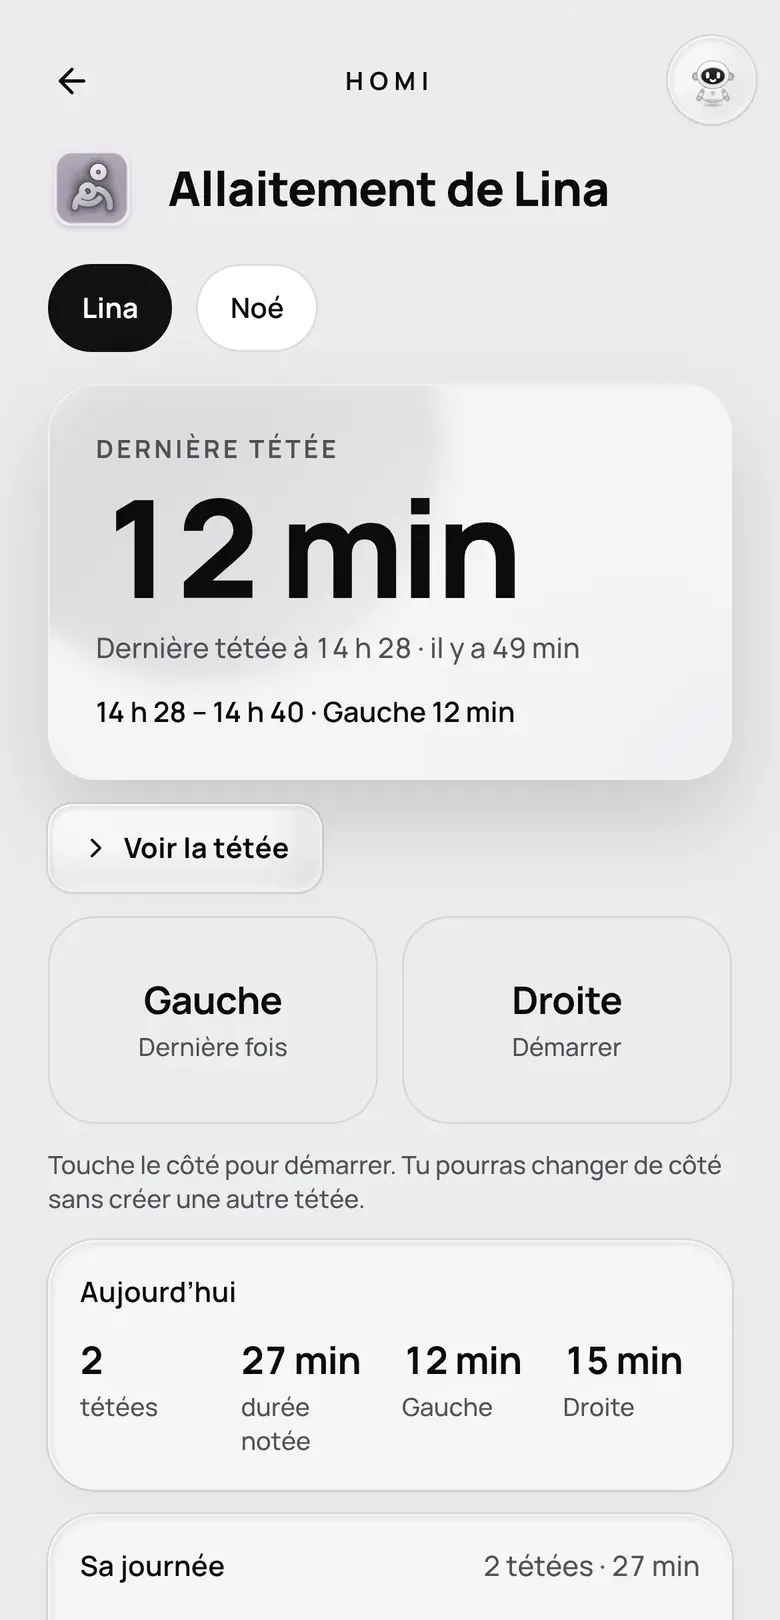 HOMI
Allaitement de Lina
Lina
Noé
DERNIÈRE TÉTÉE
12 min
Dernière tétée à 14 h 28 · il y a 49 min
14 h 28 – 14 h 40 · Gauche 12 min
Voir la tétée
Gauche
Dernière fois
Droite
Démarrer
Touche le côté pour démarrer. Tu pourras changer de côté
sans créer une autre tétée.
Aujourd’hui
2
tétées
27 min
durée
notée
12 min
Gauche
15 min
Droite
Sa journée
2 tétées · 27 min